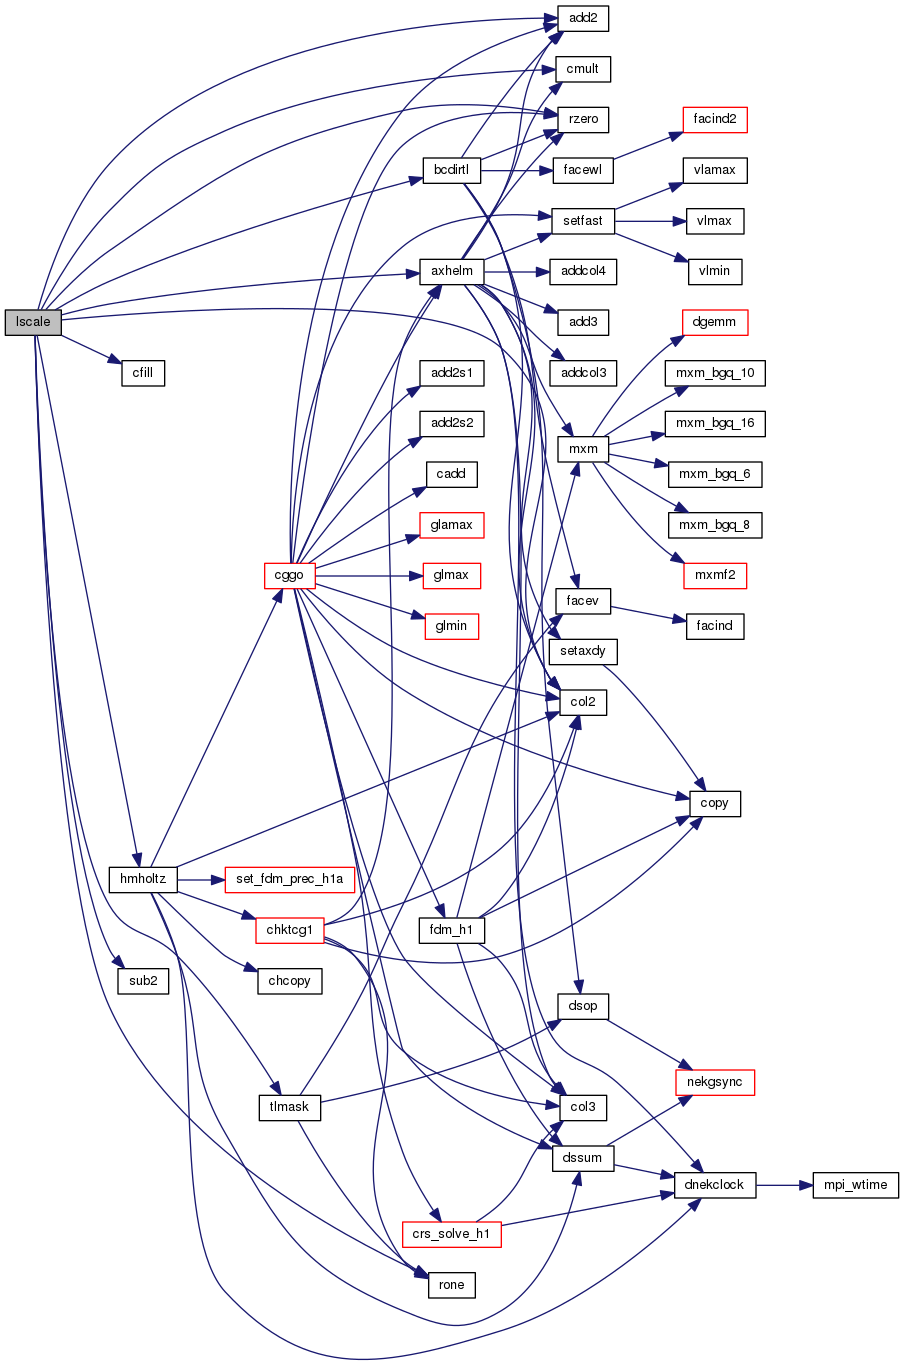 add2
cmult
rzero
facind2
bcdirtl
facewl
vlamax
setfast
vlmax
axhelm
addcol4
vlmin
lscale
add3
dgemm
cfill
add2s1
addcol3
mxm_bgq_10
add2s2
mxm_bgq_16
mxm
cadd
mxm_bgq_6
glamax
mxm_bgq_8
cggo
glmax
mxmf2
facev
glmin
facind
setaxdy
col2
copy
hmholtz
set_fdm_prec_h1a
chktcg1
fdm_h1
sub2
chcopy
dsop
nekgsync
tlmask
col3
dssum
dnekclock
mpi_wtime
crs_solve_h1
rone